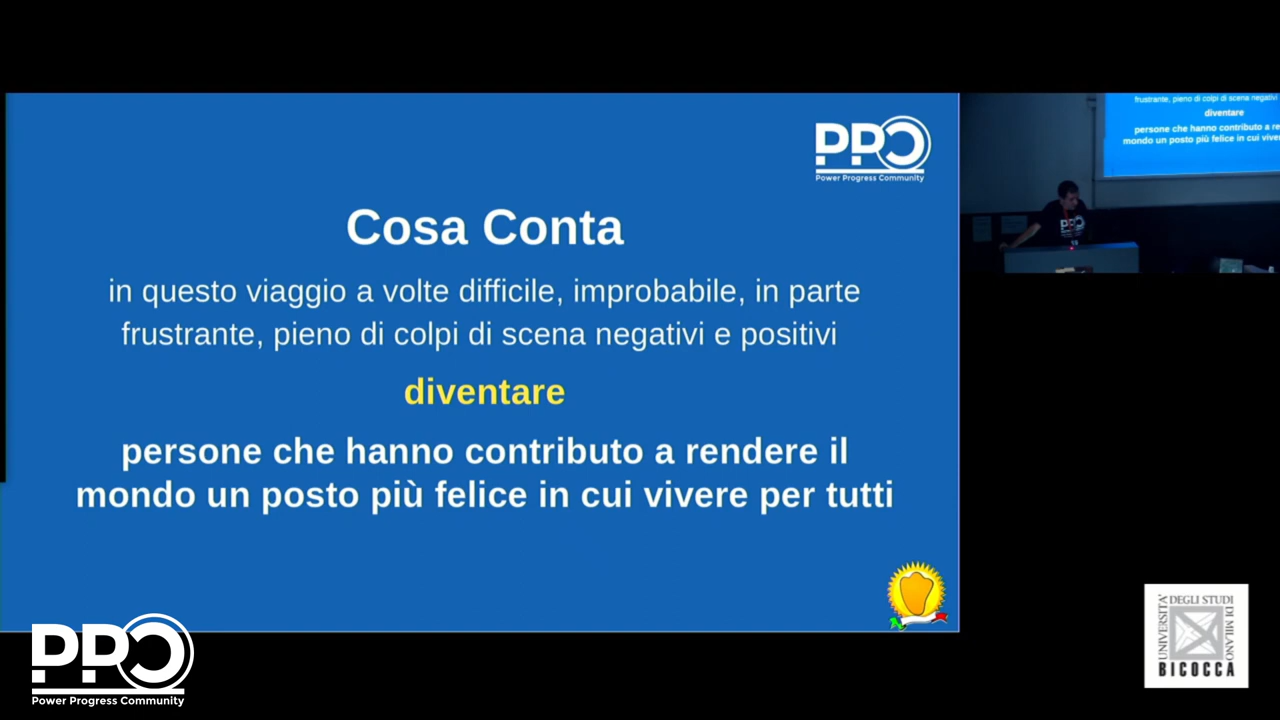 PPC
Power Progress Community
Cosa Conta
in questo viaggio a volte difficile, improbabile, in parte
frustrante, pieno di colpi di scena negativi e positivi
diventare
persone che hanno contributo a rendere il
mondo un posto più felice in cui vivere per tutti
frustrante, pieno di colpi di scena negativi
diventare
persone che hanno contributo a re
mondo un posto più felice in cui viver
PPC
PPC
Power Progress Community
UNIVERSITÀ DEGLI STUDI DI MILANO
BICOCCA